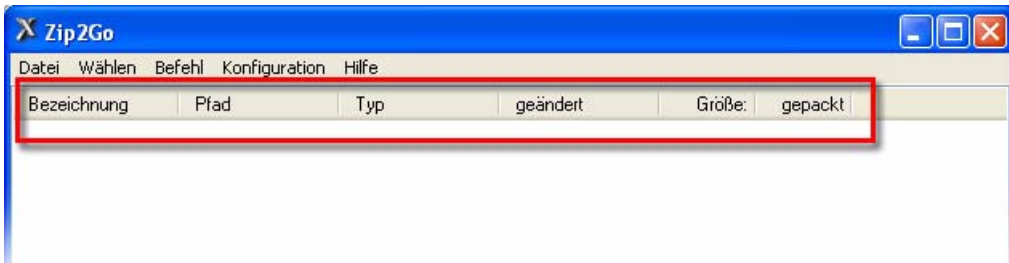 Zip2Go
Datei Wählen Befehl Konfiguration Hilfe
Bezeichnung Pfad Typ geändert Größe: gepackt